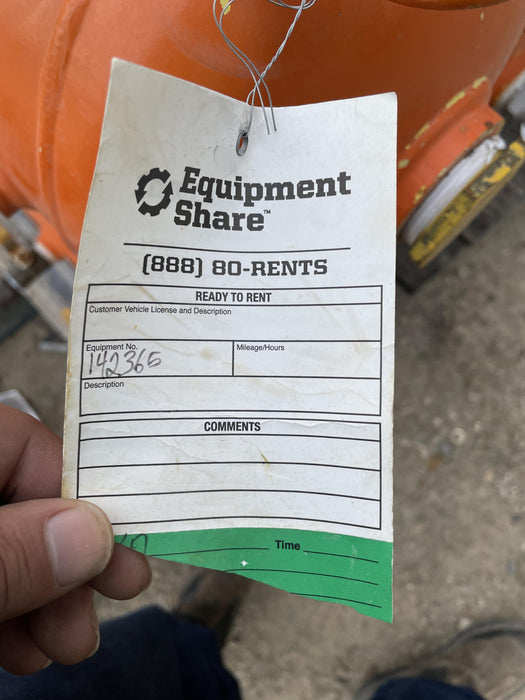 Equipment
Share™
(888) 80-RENTS
READY TO RENT
Customer Vehicle License and Description
Equipment No.
Mileage/Hours
142365
Description
COMMENTS
Time